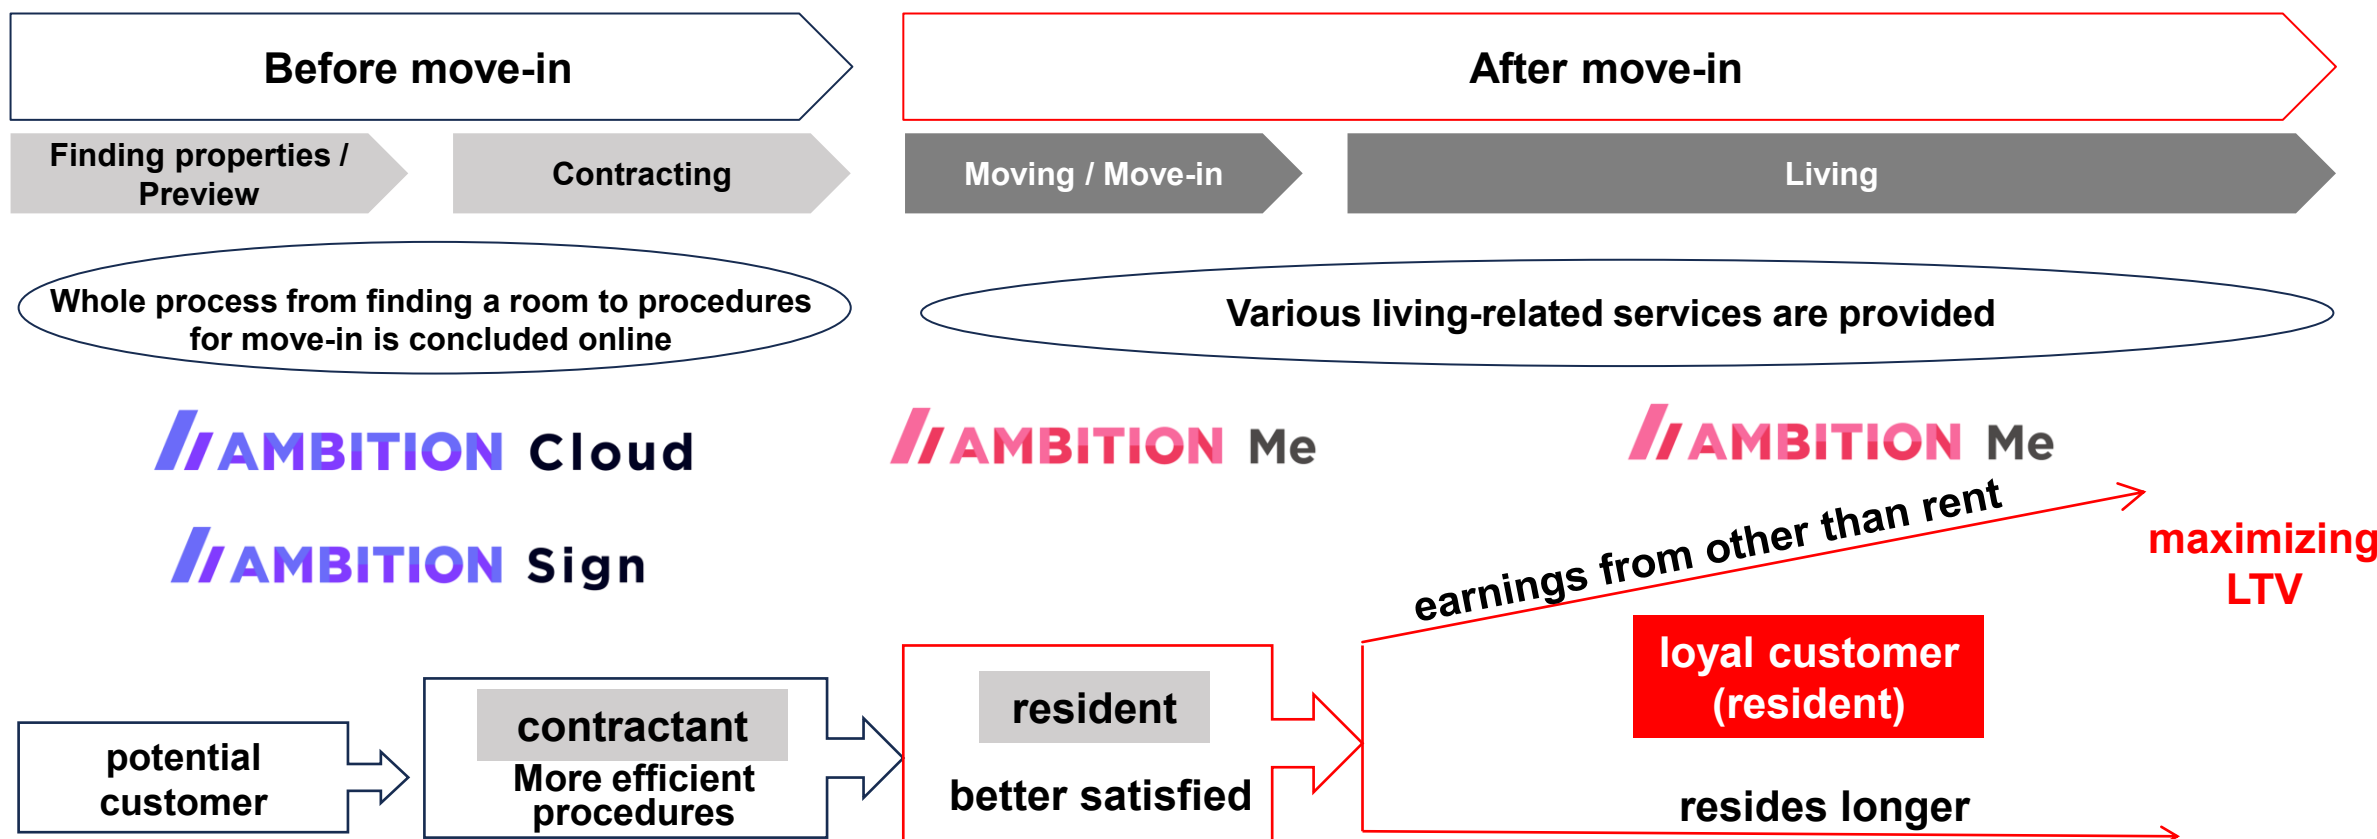 Before move-in
After move-in
Finding properties /
Preview
Contracting
Moving / Move-in
Living
Whole process from finding a room to procedures
for move-in is concluded online
Various living-related services are provided
AMBITION Cloud
AMBITION Me
AMBITION Me
AMBITION Sign
earnings from other than rent
maximizing
LTV
loyal customer
(resident)
resident
better satisfied
contractant
More efficient
procedures
potential
customer
resides longer